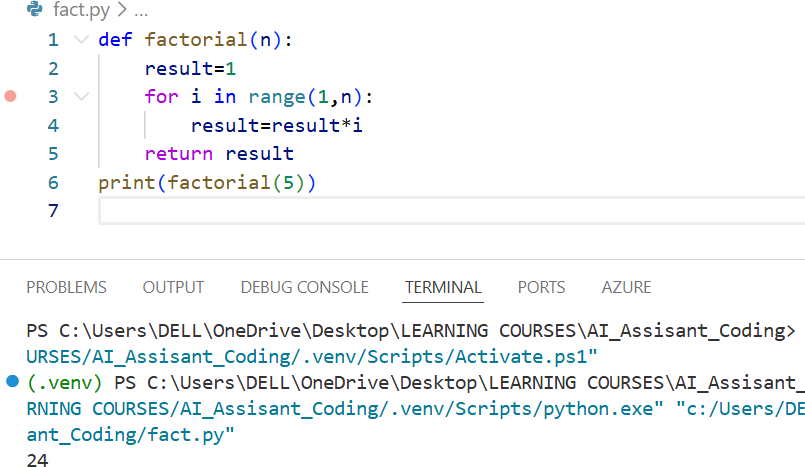 fact.py > ...
1 def factorial(n):
2 result=1
3 for i in range(1,n):
4 result=result*i
5 return result
6 print(factorial(5))
7
PROBLEMS OUTPUT DEBUG CONSOLE TERMINAL PORTS AZURE
PS C:\Users\DELL\OneDrive\Desktop\LEARNING COURSES\AI_Assisant_Coding>
URSES/AI_Assisant_Coding/.venv/Scripts/Activate.ps1"
(.venv) PS C:\Users\DELL\OneDrive\Desktop\LEARNING COURSES\AI_Assisant_
RNING COURSES/AI_Assisant_Coding/.venv/Scripts/python.exe" "c:/Users/DE
ant_Coding/fact.py"
24